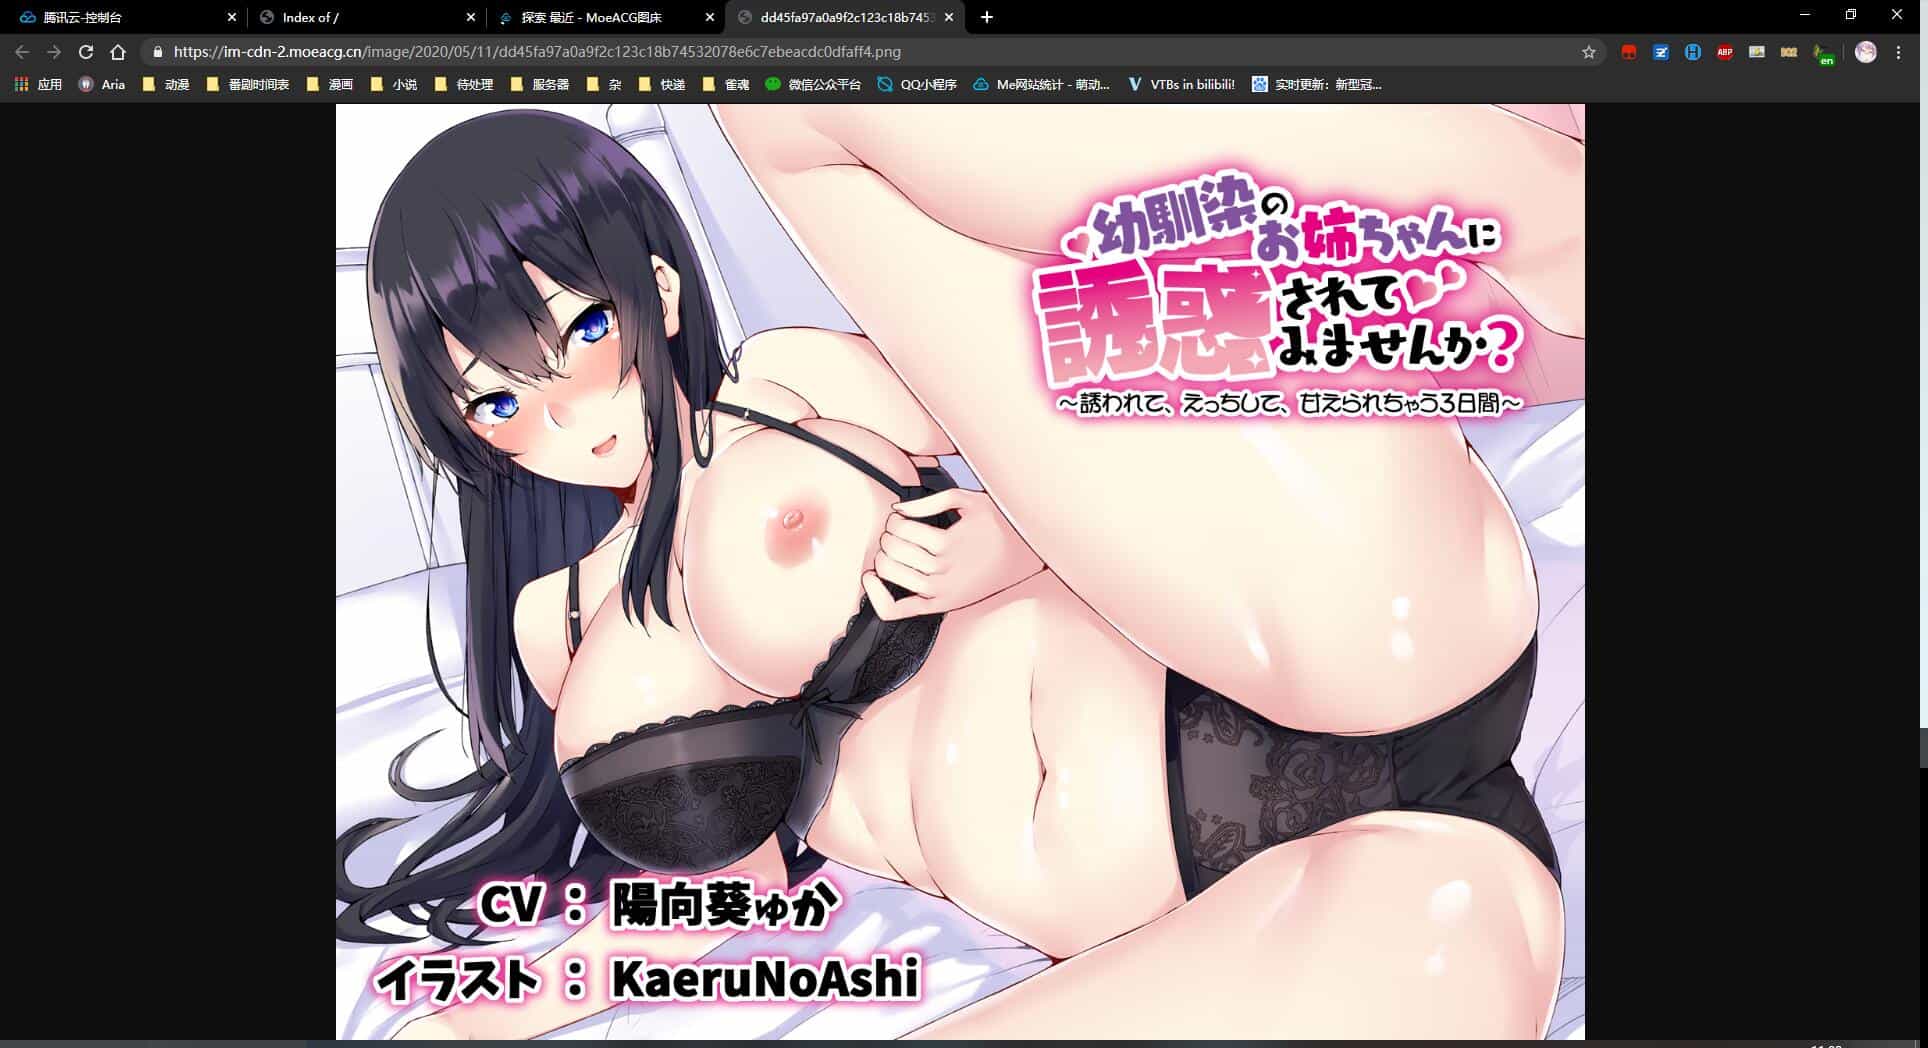 腾讯云-控制台
Index of /
探索 最近 - MoeACG图床
dd45fa97a0a9f2c123c18b7453
https://im-cdn-2.moeacg.cn/image/2020/05/11/dd45fa97a0a9f2c123c18b74532078e6c7ebeacdc0dfaff4.png
ABP
en
应用
Aria
动漫
番剧时间表
漫画
小说
待处理
服务器
杂
快递
雀魂
微信公众平台
QQ小程序
Me网站统计 - 萌动...
VTBs in bilibili!
实时更新：新型冠...
幼馴染の
お姉ちゃんに
誘惑されて
みませんか?
～誘われて、えっちして、甘えられちゃう3日間～
CV : 陽向葵ゅか
イラスト : KaeruNoAshi